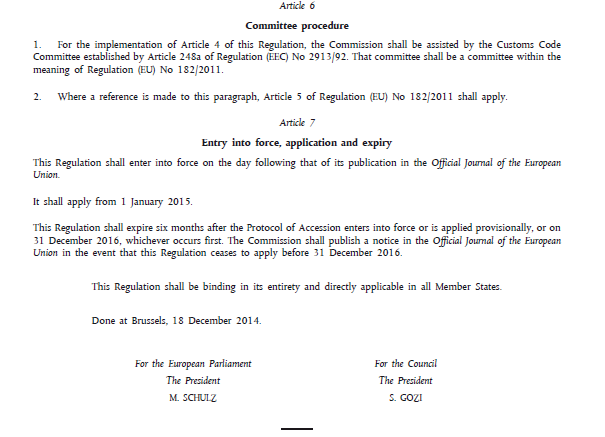 Article 6
Committee procedure
1. For the implementation of Article 4 of this Regulation, the Commission shall be assisted by the Customs Code
Committee established by Article 248a of Regulation (EEC) No 2913/92. That committee shall be a committee within the
meaning of Regulation (EU) No 182/2011.
2. Where a reference is made to this paragraph, Article 5 of Regulation (EU) No 182/2011 shall apply.
Article 7
Entry into force, application and expiry
This Regulation shall enter into force on the day following that of its publication in the Official Journal of the European
Union.
It shall apply from 1 January 2015.
This Regulation shall expire six months after the Protocol of Accession enters into force or is applied provisionally, or on
31 December 2016, whichever occurs first. The Commission shall publish a notice in the Official Journal of the European
Union in the event that this Regulation ceases to apply before 31 December 2016.
This Regulation shall be binding in its entirety and directly applicable in all Member States.
Done at Brussels, 18 December 2014.
For the European Parliament
The President
M. SCHULZ
For the Council
The President
S. GOZI